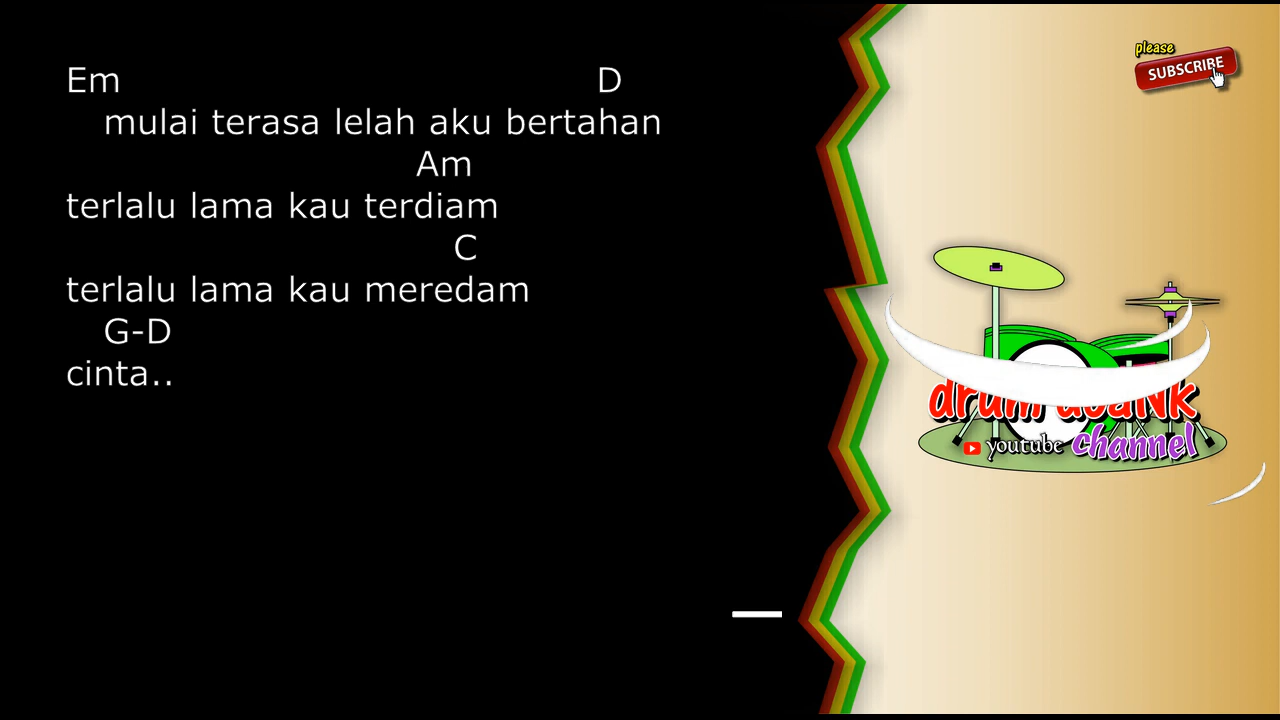 Em D
mulai terasa lelah aku bertahan
Am
terlalu lama kau terdiam
C
terlalu lama kau meredam
G-D
cinta..
please
SUBSCRIBE
drum
youtube channel